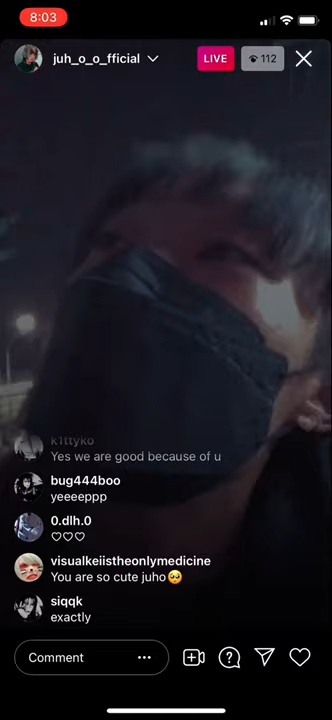 8:03
juh_o_o_fficial
LIVE
112
k1ttyko
Yes we are good because of u
bug444boo
yeeeeppp
0.dlh.0
♡♡♡
visualkeiistheonlymedicine
You are so cute juho🥺
siqqk
exactly
Comment